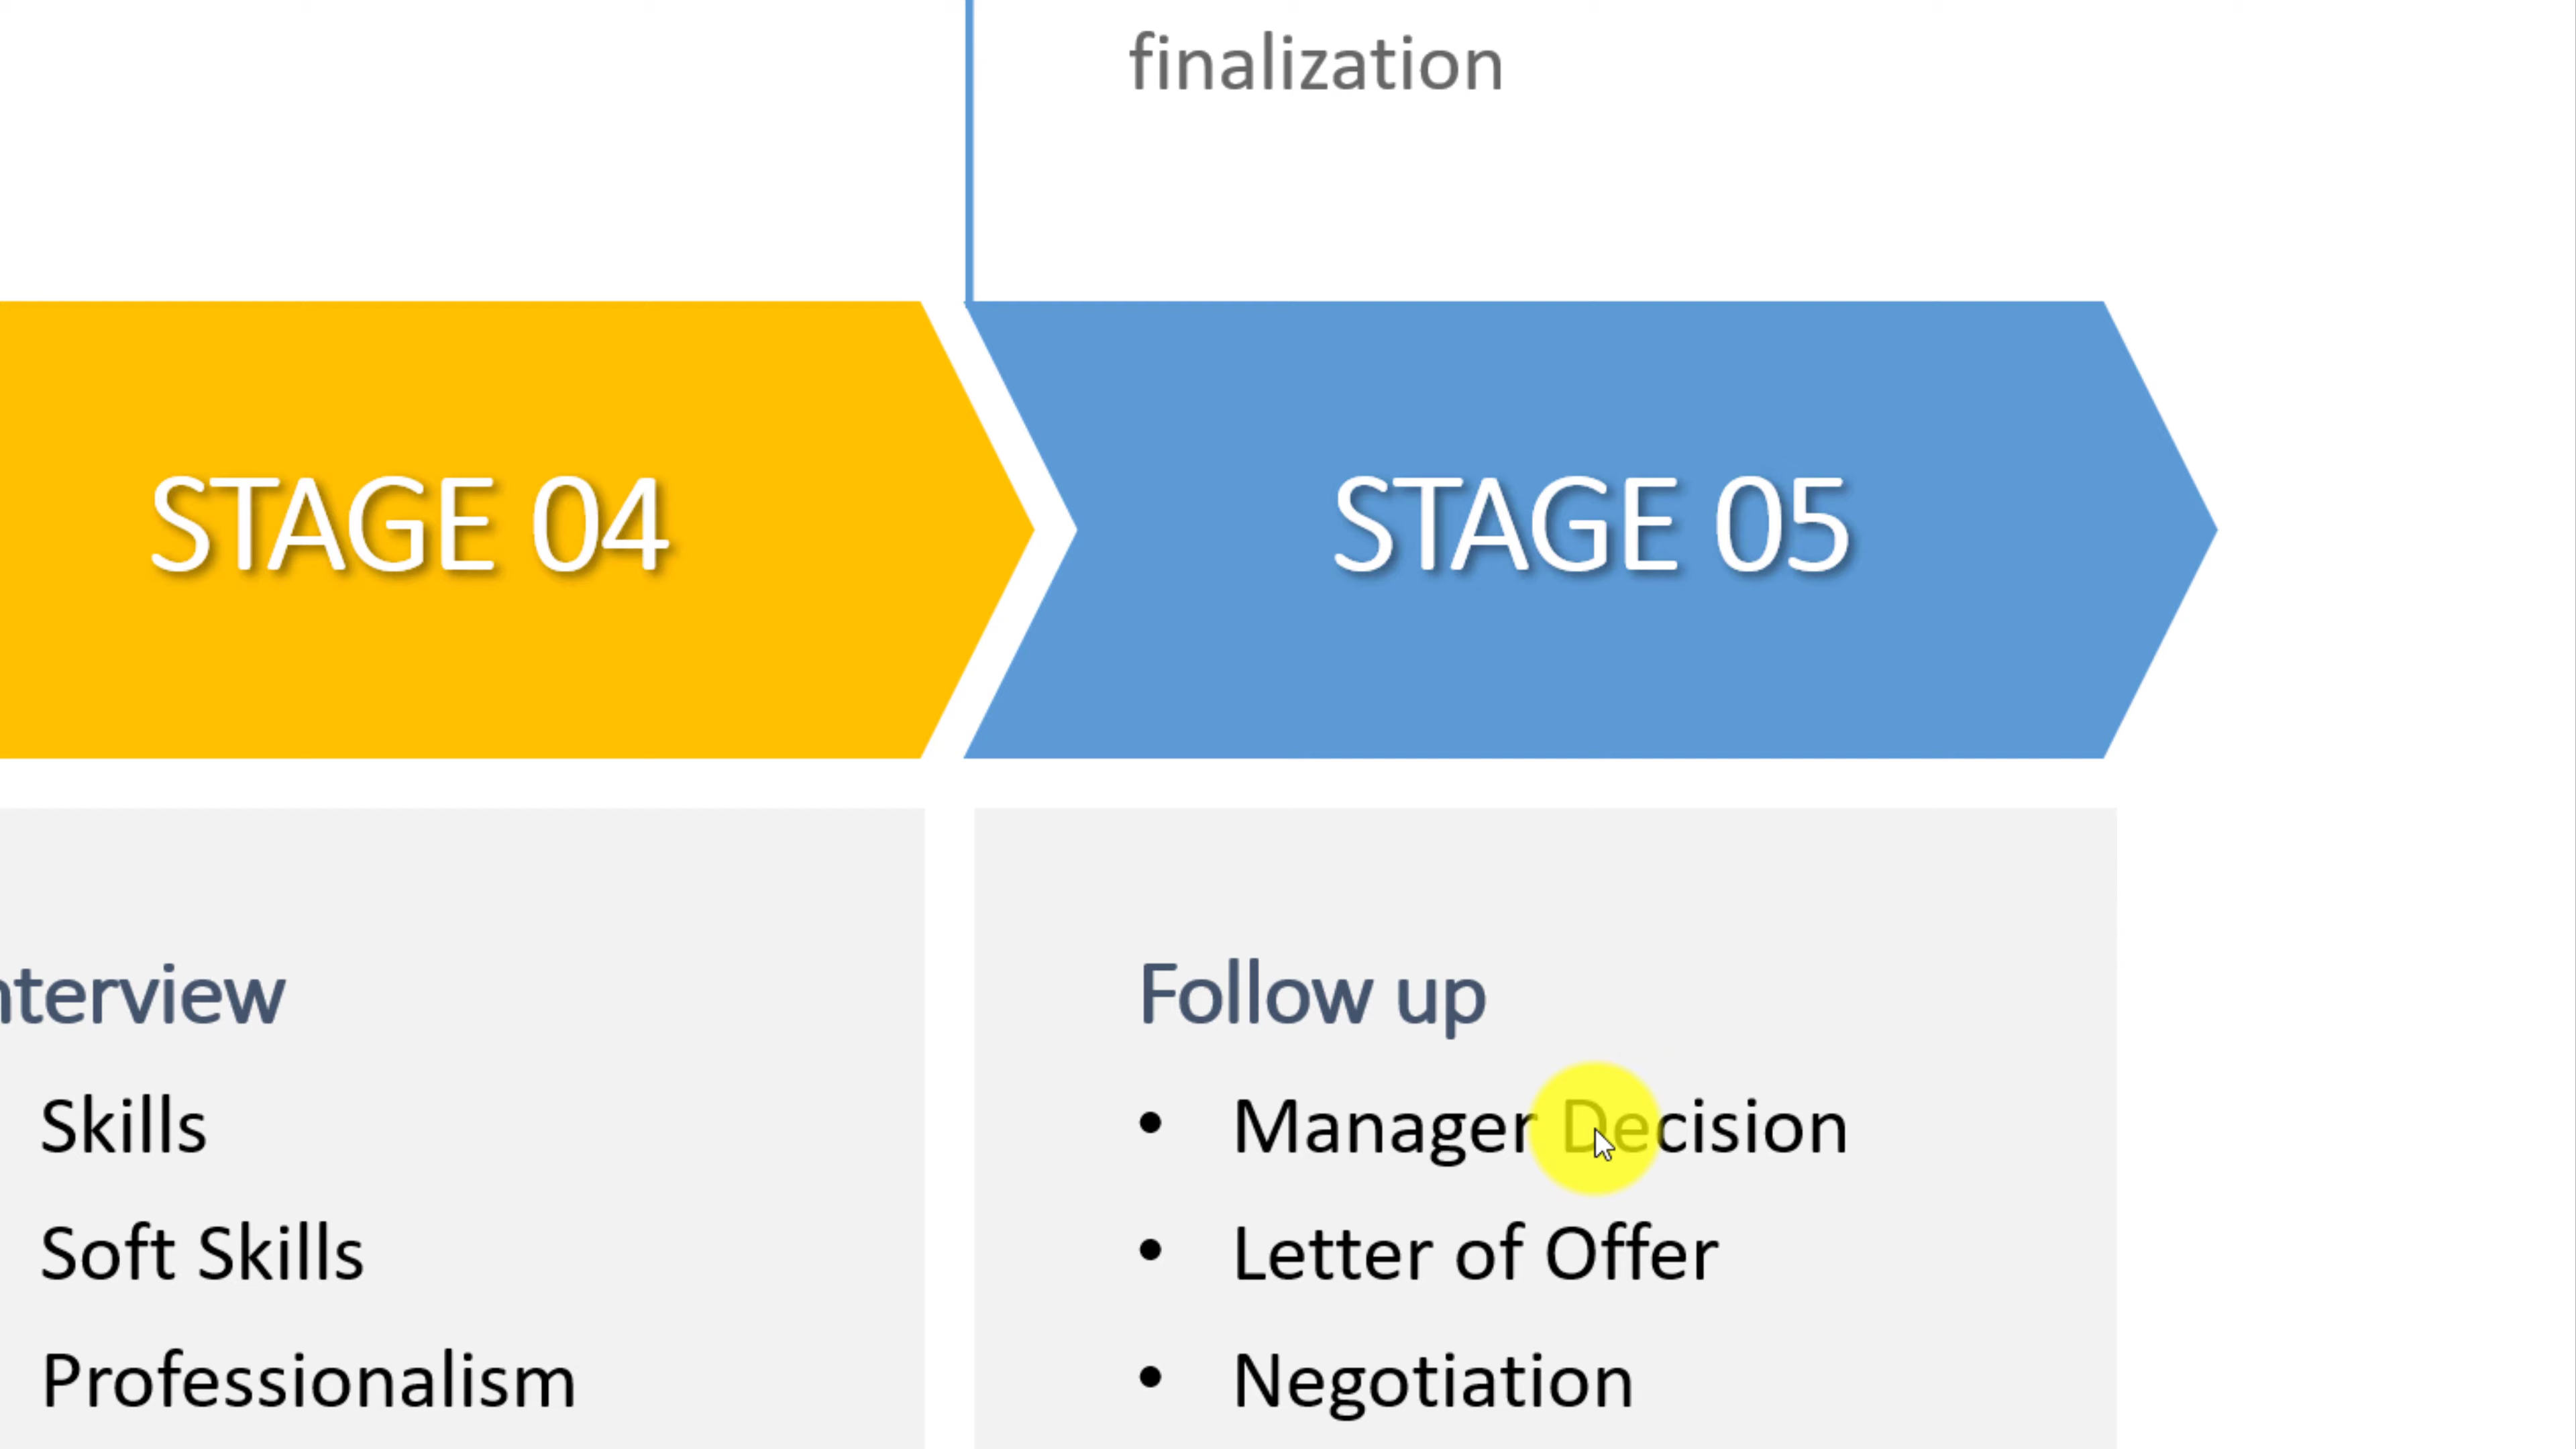 finalization
STAGE 04
STAGE 05
nterview
Skills
Soft Skills
Professionalism
Follow up
• Manager Decision
• Letter of Offer
• Negotiation